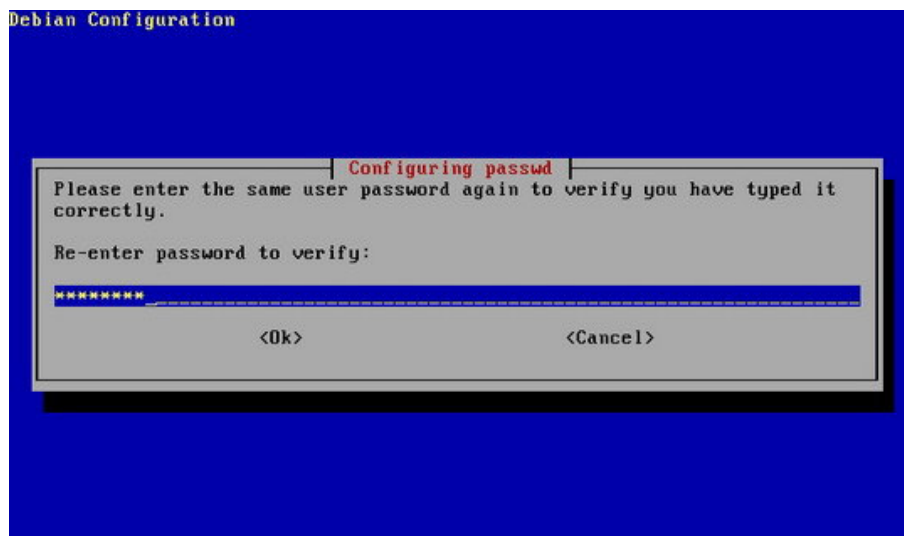 Debian Configuration
Configuring passwd
Please enter the same user password again to verify you have typed it
correctly.
Re-enter password to verify:
********
<Ok> <Cancel>